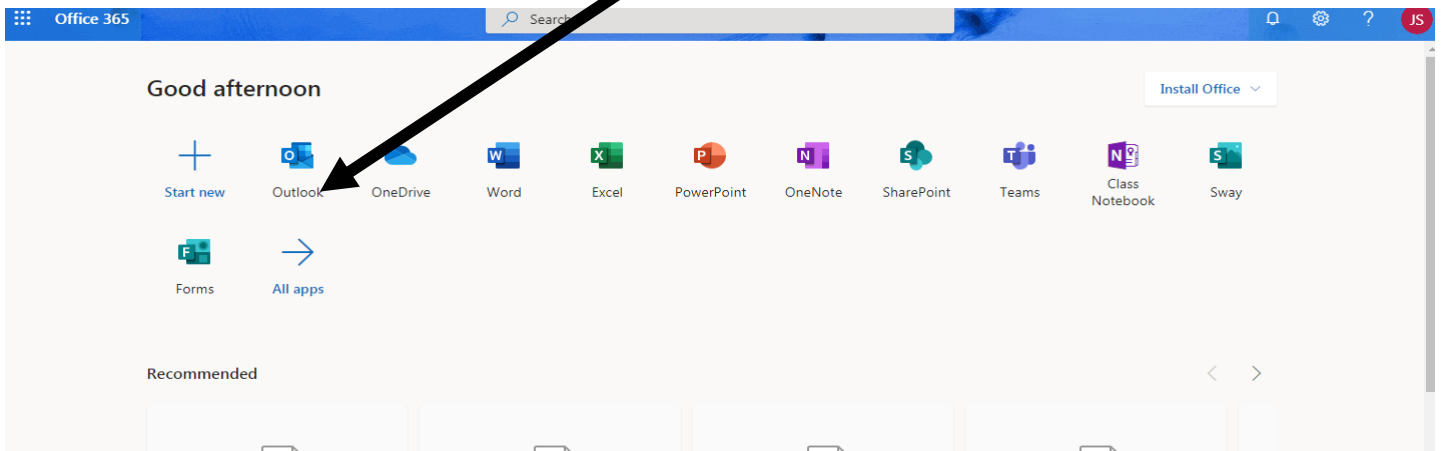 Office 365
Search
JS
Good afternoon
Install Office
Start new
Outlook
OneDrive
Word
Excel
PowerPoint
OneNote
SharePoint
Teams
Class
Notebook
Sway
Forms
All apps
Recommended